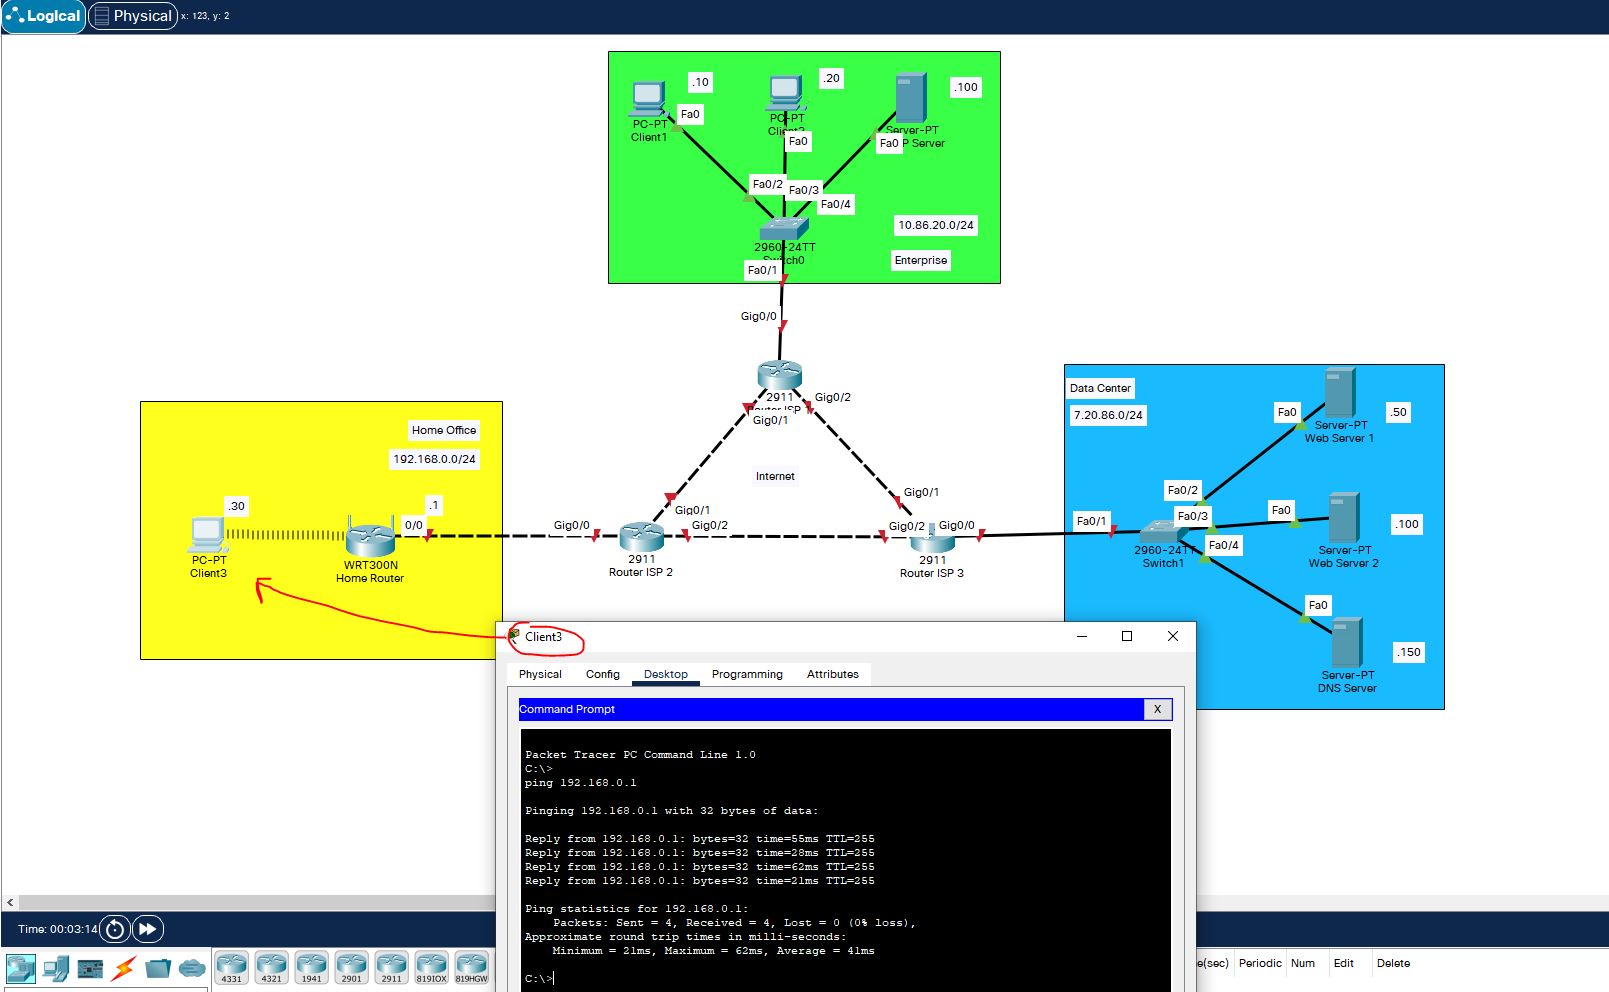 Logical Physical x: 123, y: 2
.10
.20
.100
Fa0
PC-PT
Client1
PC-PT
Fa0
Server-PT
Fa0 P Server
Fa0/2
Fa0/3
Fa0/4
10.86.20.0/24
2960-24TT
Switch0
Enterprise
Fa0/1
Gig0/0
2911
Gig0/2
Gig0/1
Internet
Gig0/1
Gig0/1
Gig0/0
Gig0/2
Gig0/2
Gig0/0
2911
Router ISP 2
2911
Router ISP 3
Home Office
192.168.0.0/24
.30
.1
0/0
PC-PT
Client3
WRT300N
Home Router
Data Center
7.20.86.0/24
Fa0
.50
Server-PT
Web Server 1
Fa0/2
Fa0/3
Fa0
.100
Fa0/1
Fa0/4
2960-24TT
Switch1
Server-PT
Web Server 2
Fa0
.150
Server-PT
DNS Server
Client3
Physical Config Desktop Programming Attributes
Command Prompt X
Packet Tracer PC Command Line 1.0
C:\>
ping 192.168.0.1
Pinging 192.168.0.1 with 32 bytes of data:
Reply from 192.168.0.1: bytes=32 time=55ms TTL=255
Reply from 192.168.0.1: bytes=32 time=28ms TTL=255
Reply from 192.168.0.1: bytes=32 time=62ms TTL=255
Reply from 192.168.0.1: bytes=32 time=21ms TTL=255
Ping statistics for 192.168.0.1:
Packets: Sent = 4, Received = 4, Lost = 0 (0% loss),
Approximate round trip times in milli-seconds:
Minimum = 21ms, Maximum = 62ms, Average = 41ms
C:\>
Time: 00:03:14
4331 4321 1941 2901 2911 819IOX 819HGW
e(sec) Periodic Num Edit Delete